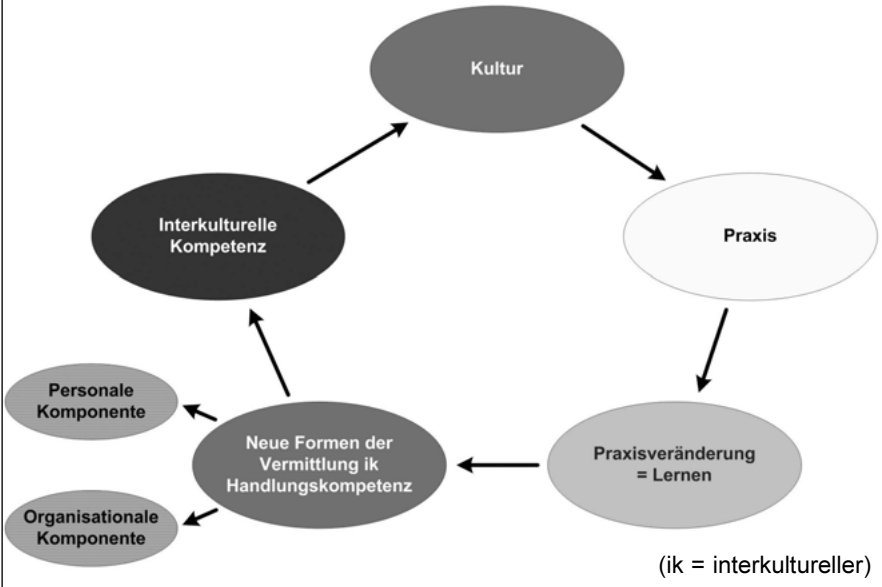 Kultur
Interkulturelle
Kompetenz
Praxis
Personale
Komponente
Neue Formen der
Vermittlung ik
Handlungskompetenz
Praxisveränderung
= Lernen
Organisationale
Komponente
(ik = interkultureller)